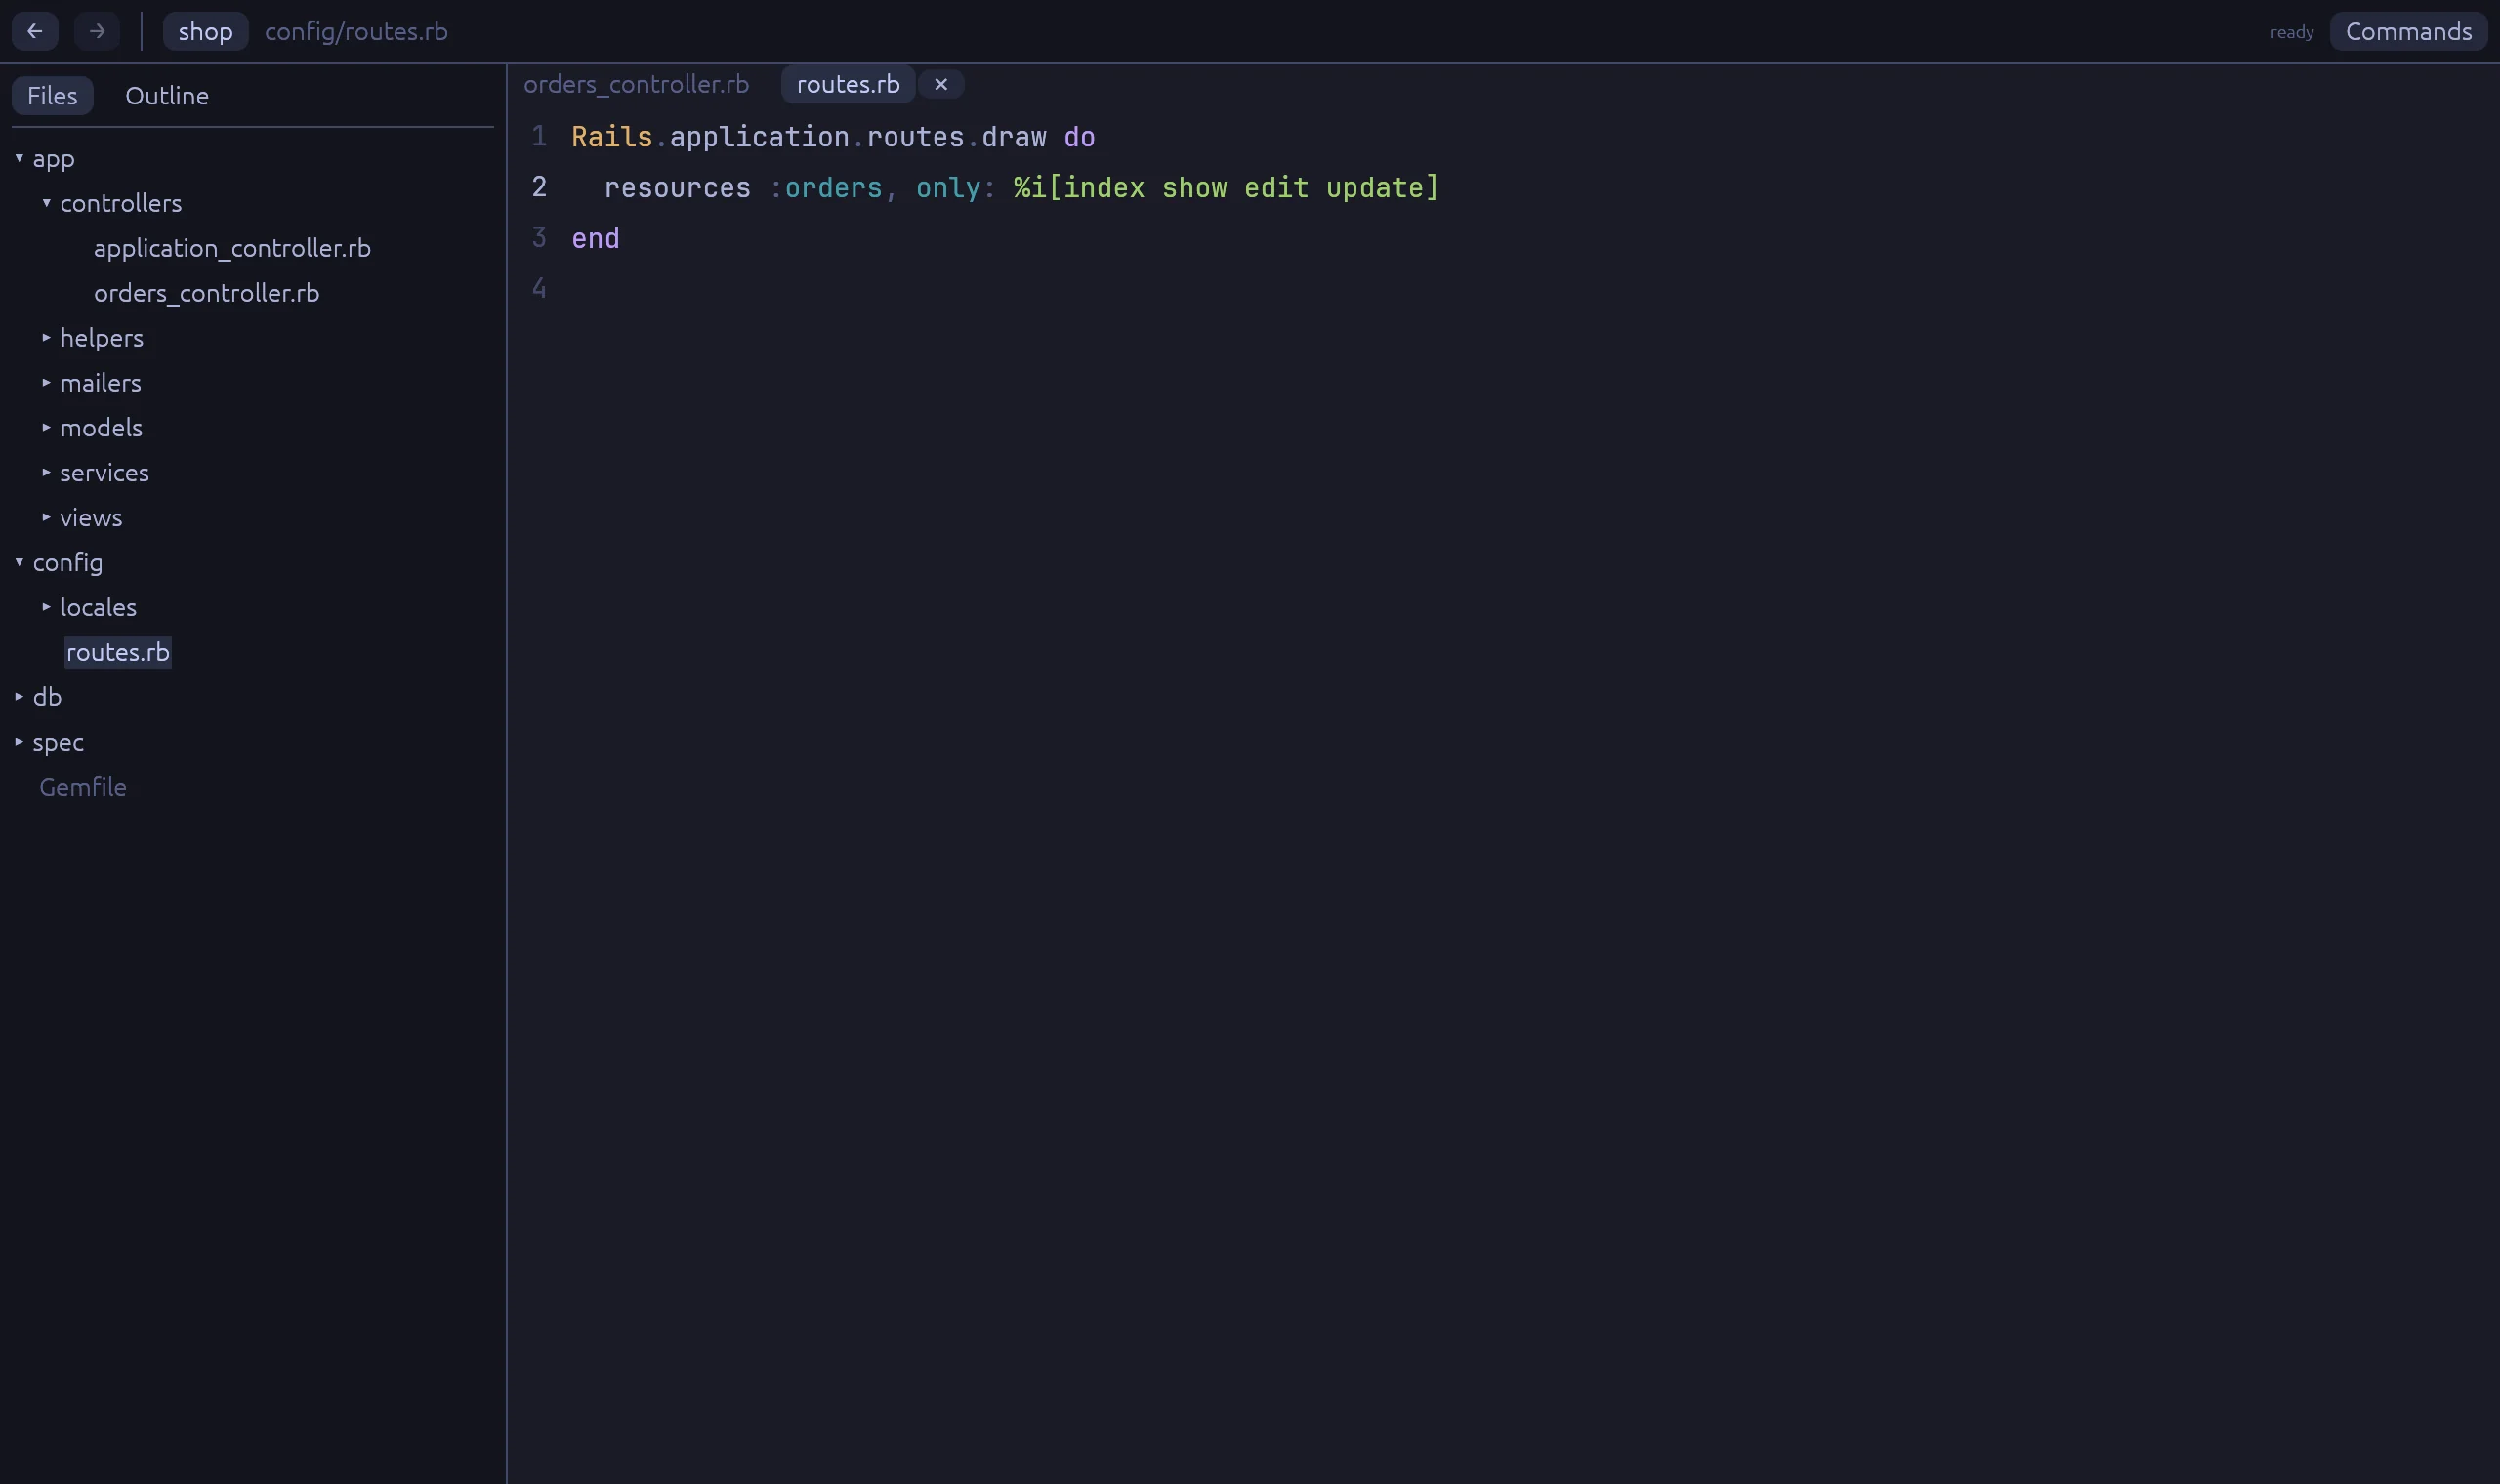 ← → shop config/routes.rb ready Commands
Files Outline
▾ app
▾ controllers
application_controller.rb
orders_controller.rb
▸ helpers
▸ mailers
▸ models
▸ services
▸ views
▾ config
▸ locales
routes.rb
▸ db
▸ spec
Gemfile
orders_controller.rb routes.rb ×
1 Rails.application.routes.draw do
2   resources :orders, only: %i[index show edit update]
3 end
4